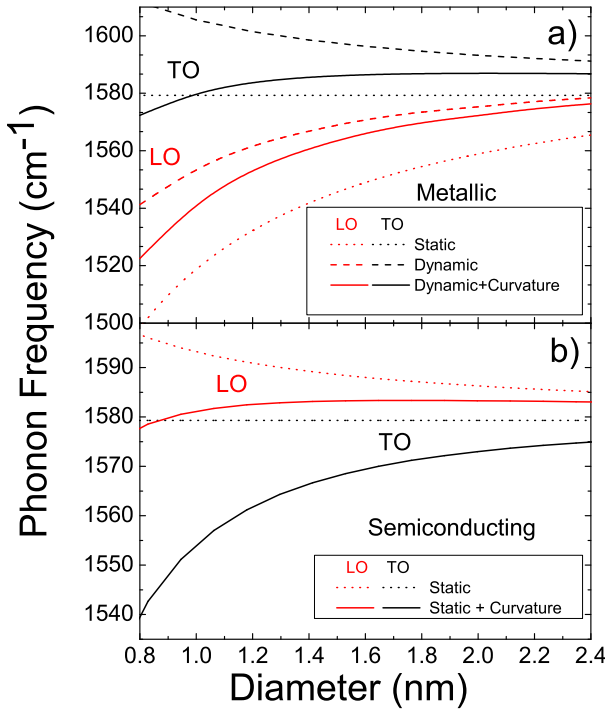 a)
1600
TO
1580
LO
1560
1540
1520
1500
Metallic
LO TO
Static
Dynamic
Dynamic+Curvature
Phonon Frequency (cm-1)
b)
1590
LO
1580
TO
1570
1560
1550
1540
Semiconducting
LO TO
Static
Static + Curvature
0.8 1.0 1.2 1.4 1.6 1.8 2.0 2.2 2.4
Diameter (nm)